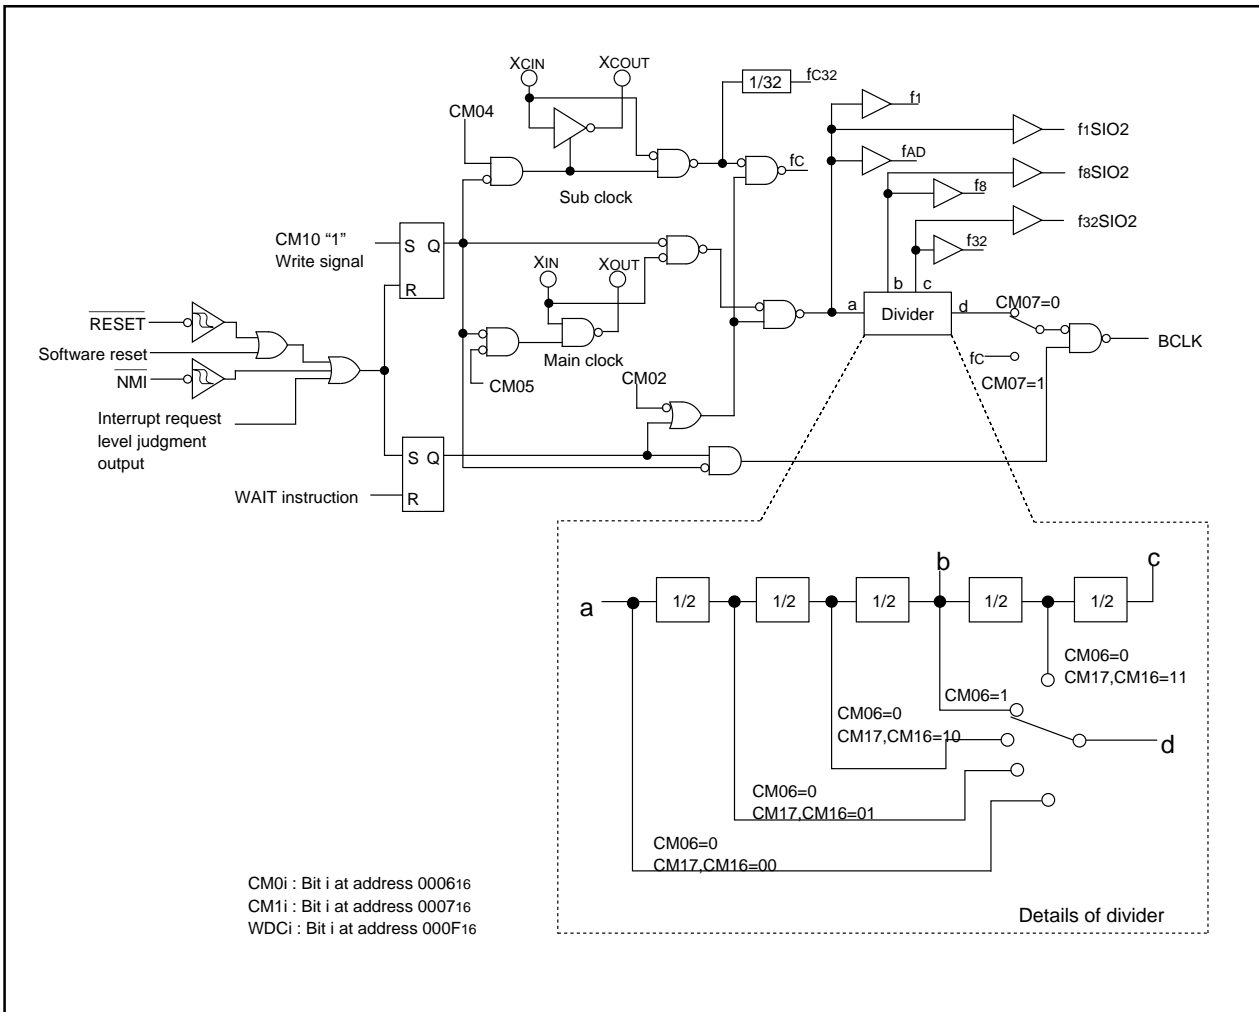 XCIN
XCOUT
1/32
fC32
CM04
f1
f1SIO2
fAD
fC
f8SIO2
f8
Sub clock
f32SIO2
f32
CM10 “1”
Write signal
S Q
R
XIN
XOUT
b
c
a
Divider
d
CM07=0
BCLK
fC
CM07=1
RESET
Software reset
NMI
CM05
Main clock
CM02
Interrupt request
level judgment
output
S Q
R
WAIT instruction
a
1/2
1/2
1/2
b
1/2
1/2
c
CM06=0
CM17,CM16=11
CM06=1
CM06=0
CM17,CM16=10
d
CM06=0
CM17,CM16=01
CM06=0
CM17,CM16=00
CM0i : Bit i at address 000616
CM1i : Bit i at address 000716
WDCi : Bit i at address 000F16
Details of divider